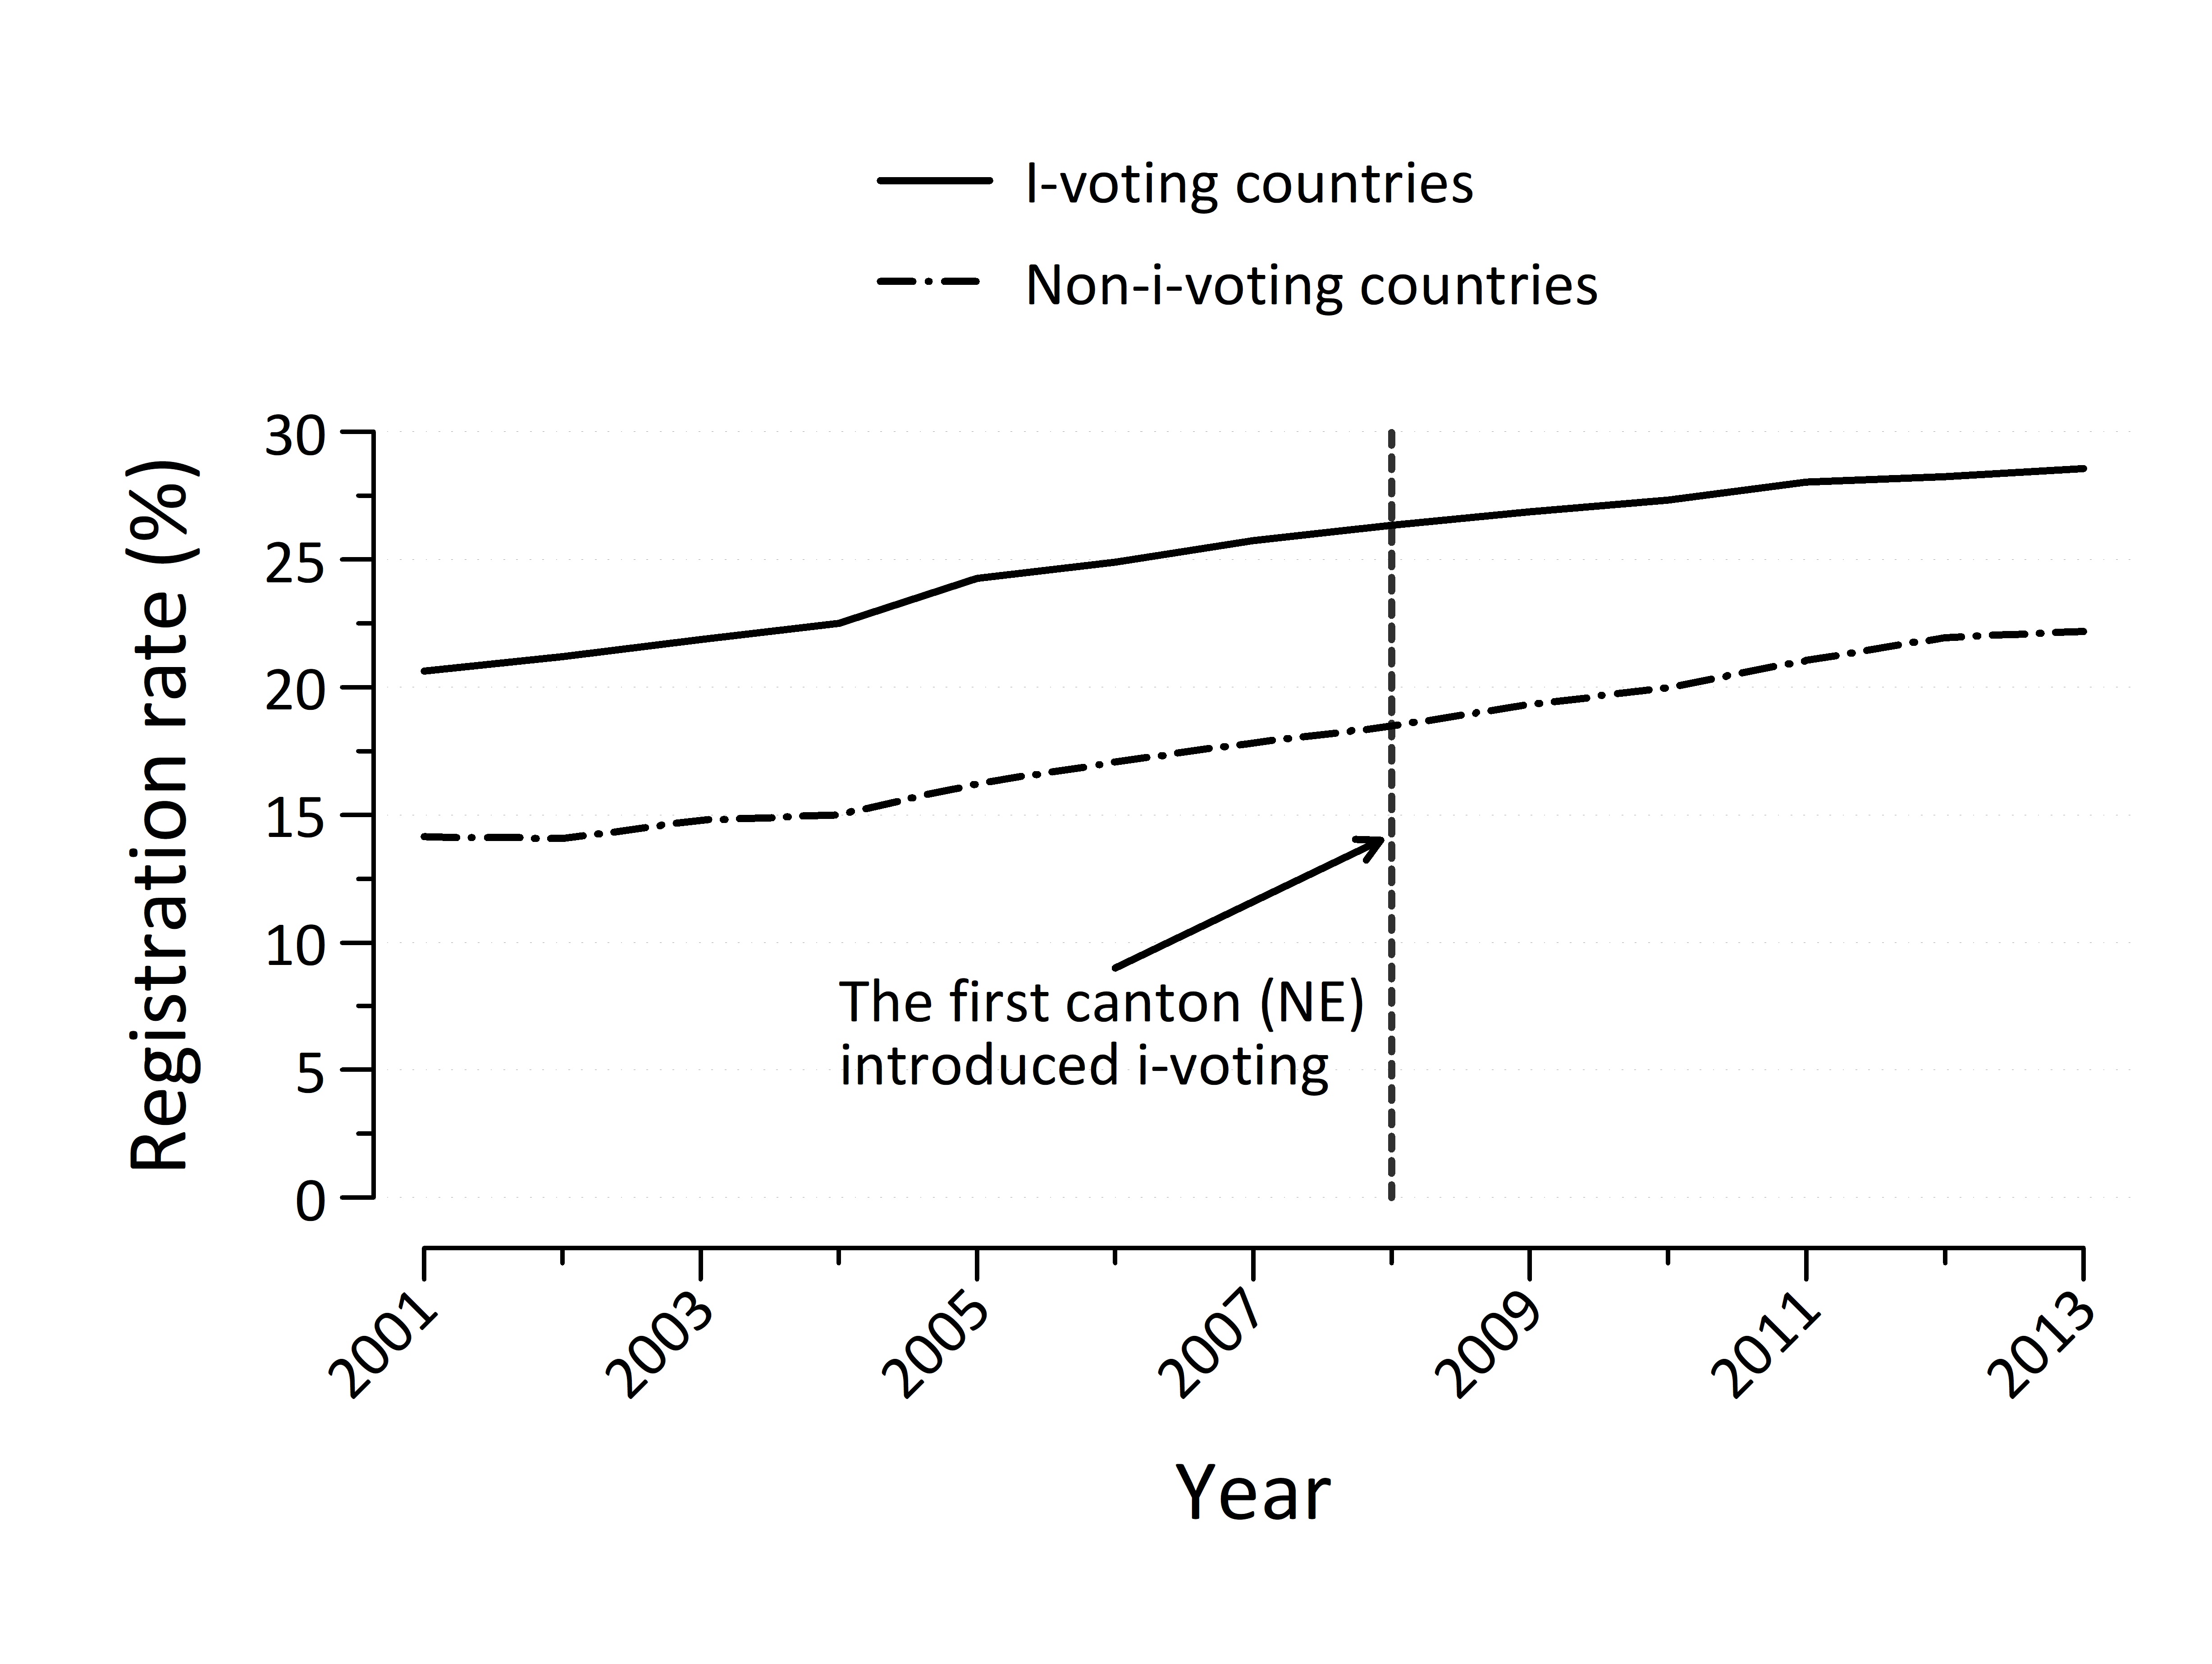 I-voting countries
Non-i-voting countries
Registration rate (%)
30
25
20
15
10
5
0
The first canton (NE)
introduced i-voting
2001
2003
2005
2007
2009
2011
2013
Year